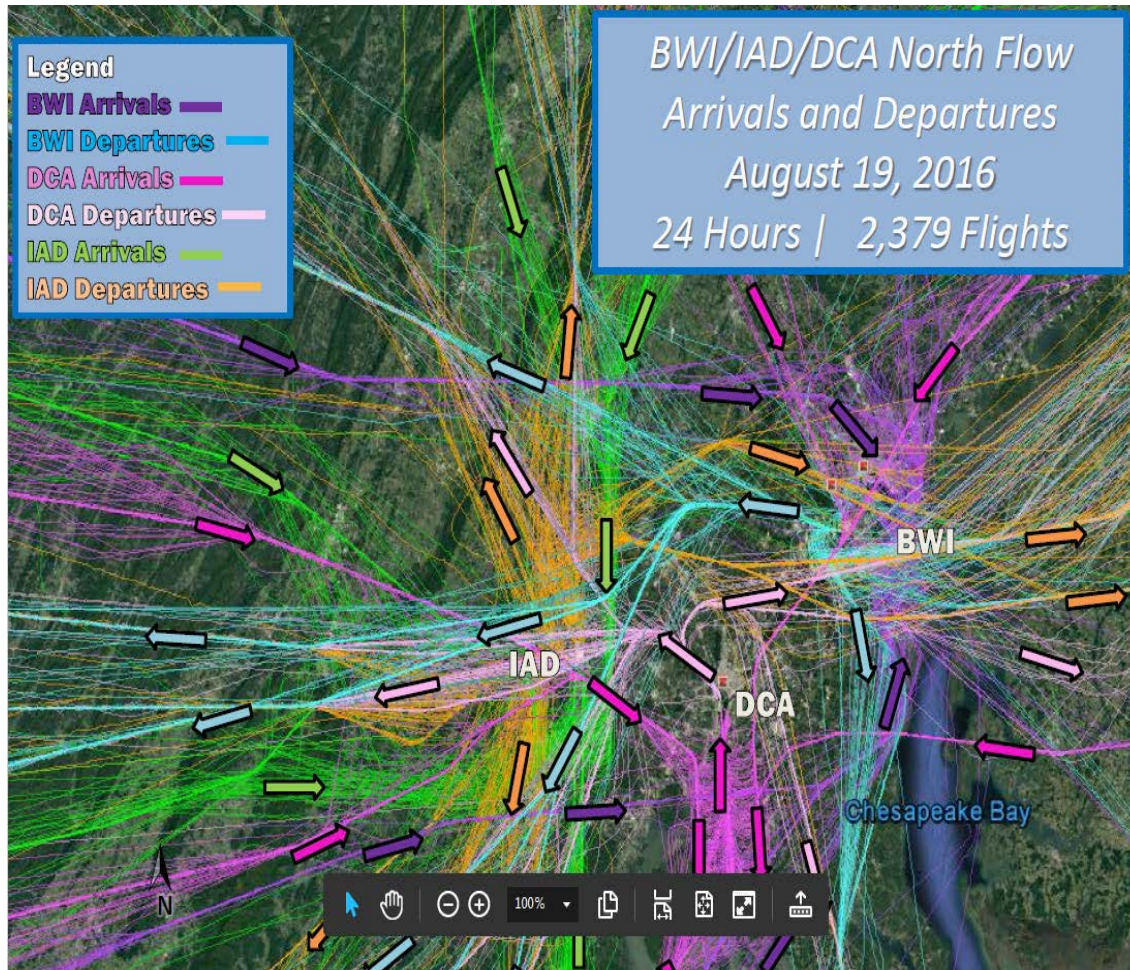 Legend
BWI Arrivals
BWI Departures
DCA Arrivals
DCA Departures
IAD Arrivals
IAD Departures
BWI/IAD/DCA North Flow
Arrivals and Departures
August 19, 2016
24 Hours | 2,379 Flights
BWI
IAD
DCA
Chesapeake Bay
N
100%